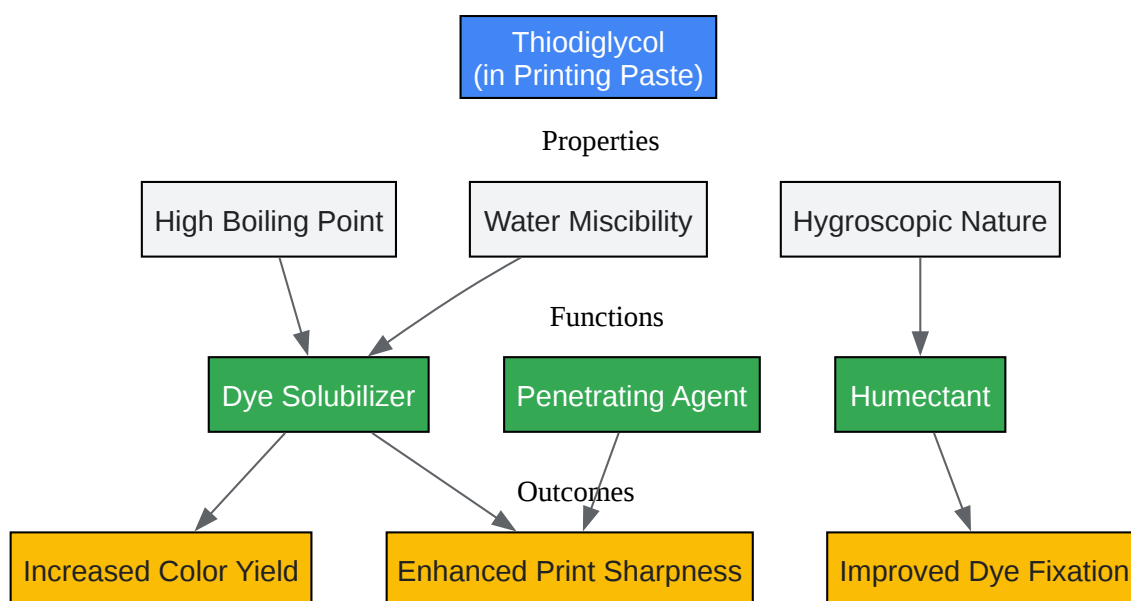 Thiodiglycol
(in Printing Paste)
Properties
High Boiling Point
Water Miscibility
Hygroscopic Nature
Functions
Dye Solubilizer
Penetrating Agent
Humectant
Outcomes
Increased Color Yield
Enhanced Print Sharpness
Improved Dye Fixation